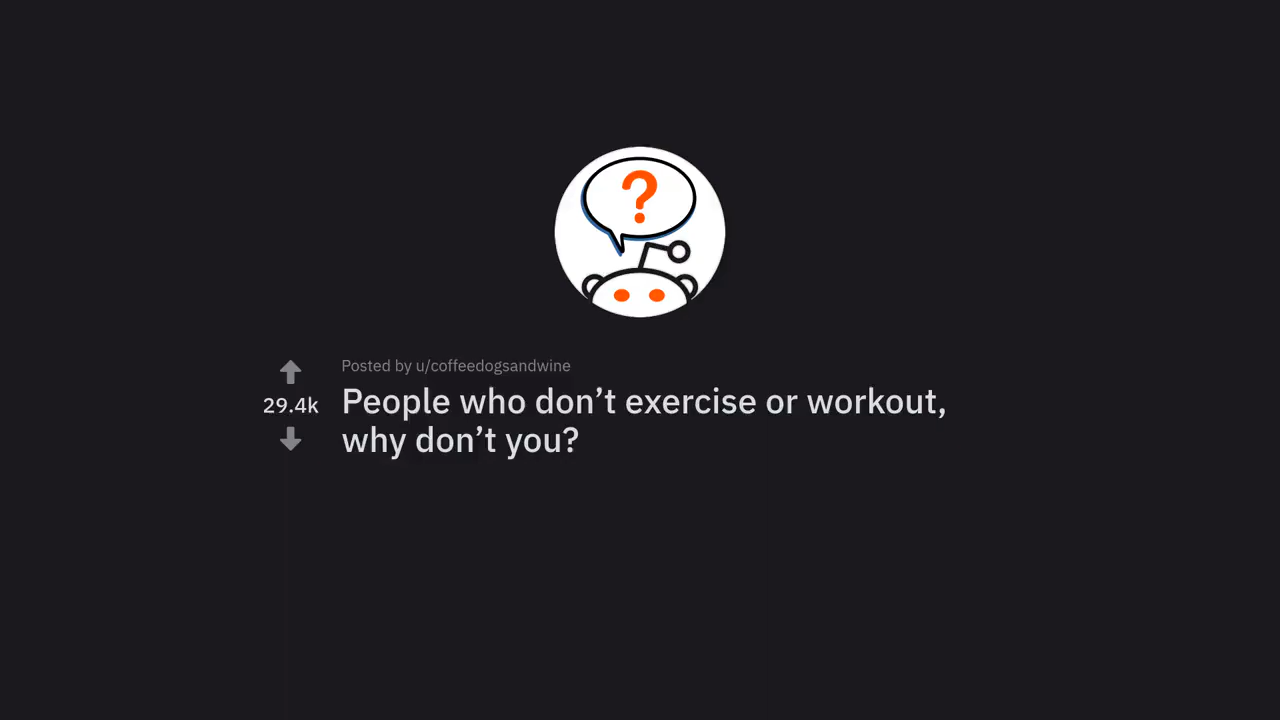 ?
Posted by u/coffeedogsandwine
29.4k
People who don’t exercise or workout,
why don’t you?